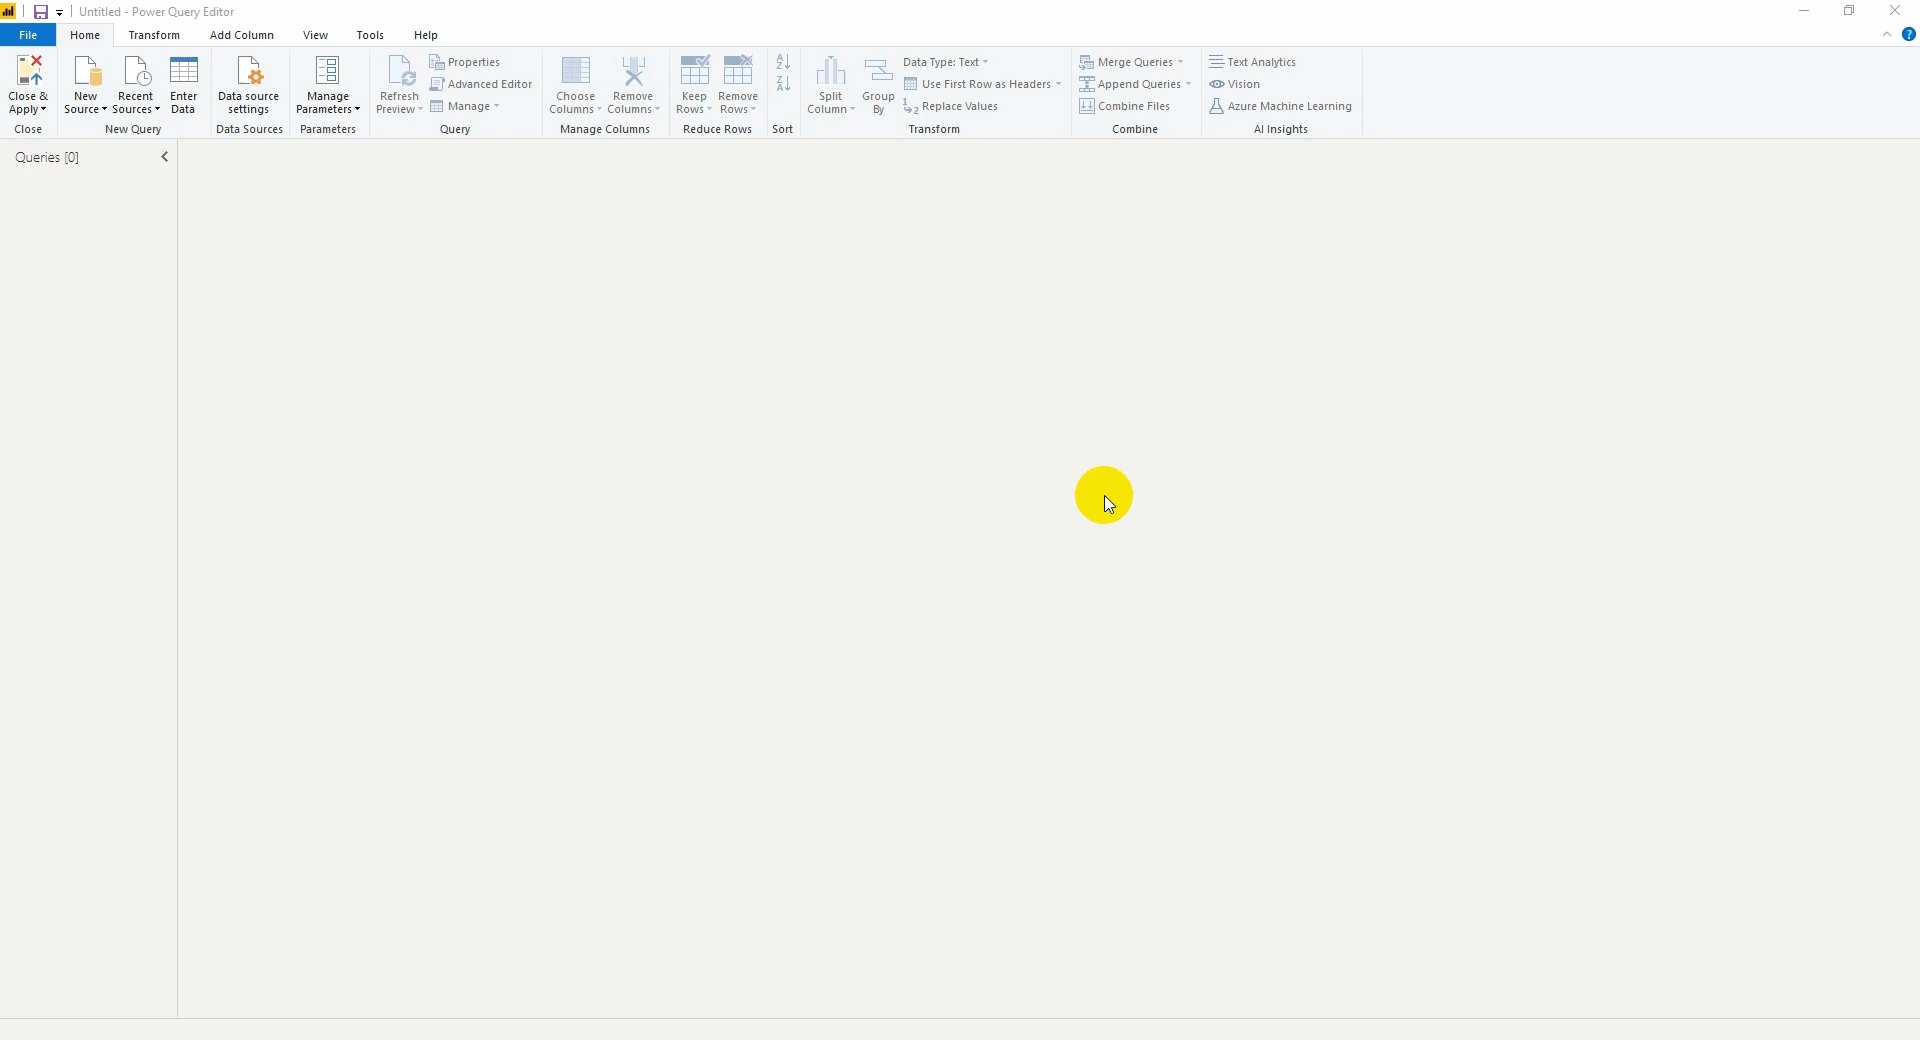 Untitled - Power Query Editor
File Home Transform Add Column View Tools Help
?
Close & Apply
Close
New Source
Recent Sources
Enter Data
New Query
Data source settings
Data Sources
Manage Parameters
Parameters
Refresh Preview
Properties
Advanced Editor
Manage
Query
Choose Columns
Remove Columns
Manage Columns
Keep Rows
Remove Rows
Reduce Rows
A Z
Z A
Sort
Split Column
Group By
Data Type: Text
Use First Row as Headers
1 2 Replace Values
Transform
Merge Queries
Append Queries
Combine Files
Combine
Text Analytics
Vision
Azure Machine Learning
AI Insights
Queries [0]